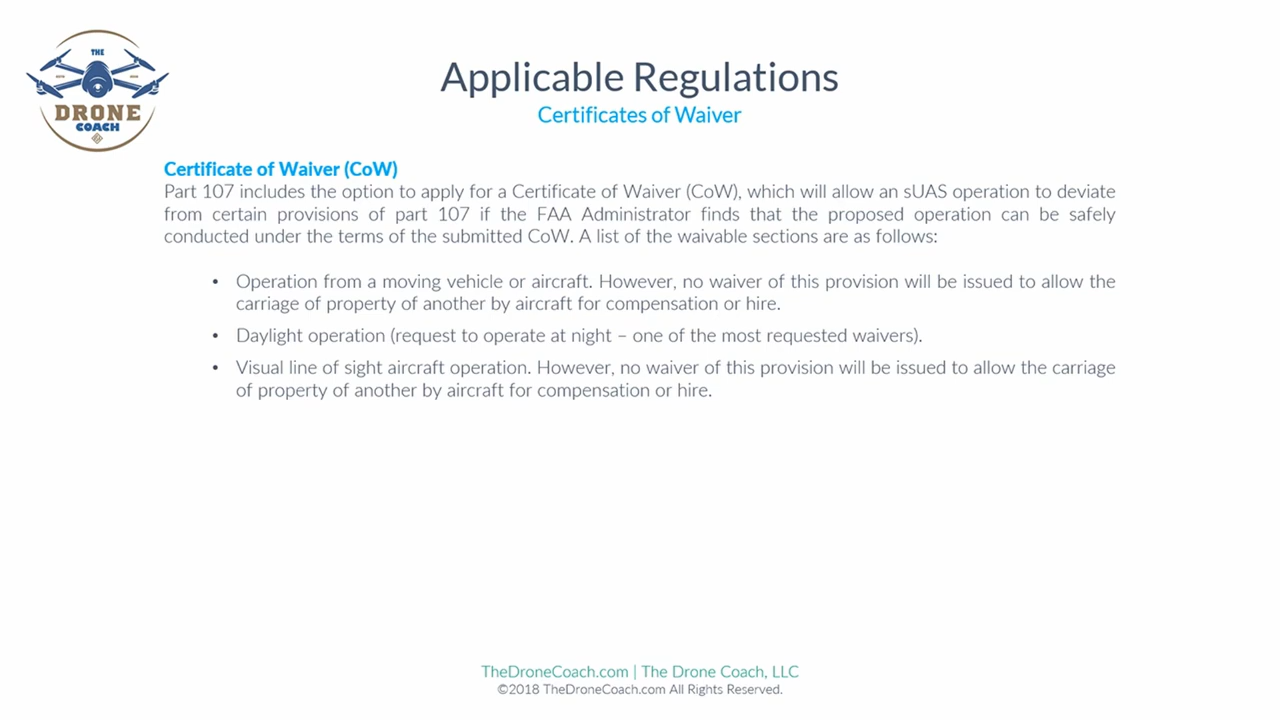 THE
DRONE
COACH
Applicable Regulations
Certificates of Waiver
Certificate of Waiver (CoW)
Part 107 includes the option to apply for a Certificate of Waiver (CoW), which will allow an sUAS operation to deviate
from certain provisions of part 107 if the FAA Administrator finds that the proposed operation can be safely
conducted under the terms of the submitted CoW. A list of the waivable sections are as follows:
• Operation from a moving vehicle or aircraft. However, no waiver of this provision will be issued to allow the
carriage of property of another by aircraft for compensation or hire.
• Daylight operation (request to operate at night – one of the most requested waivers).
• Visual line of sight aircraft operation. However, no waiver of this provision will be issued to allow the carriage
of property of another by aircraft for compensation or hire.
TheDroneCoach.com | The Drone Coach, LLC
©2018 TheDroneCoach.com All Rights Reserved.